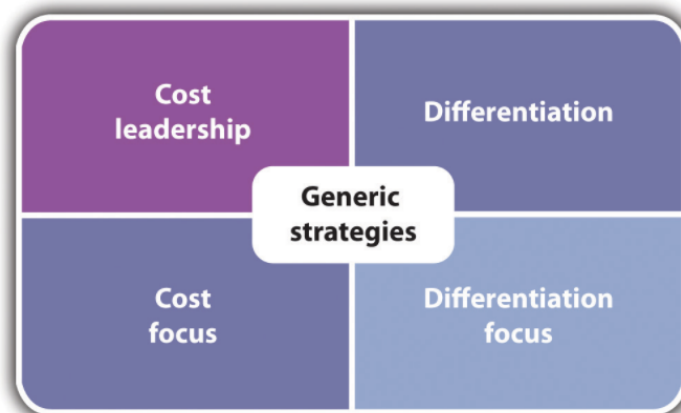 Cost
leadership
Differentiation
Generic
strategies
Cost
focus
Differentiation
focus